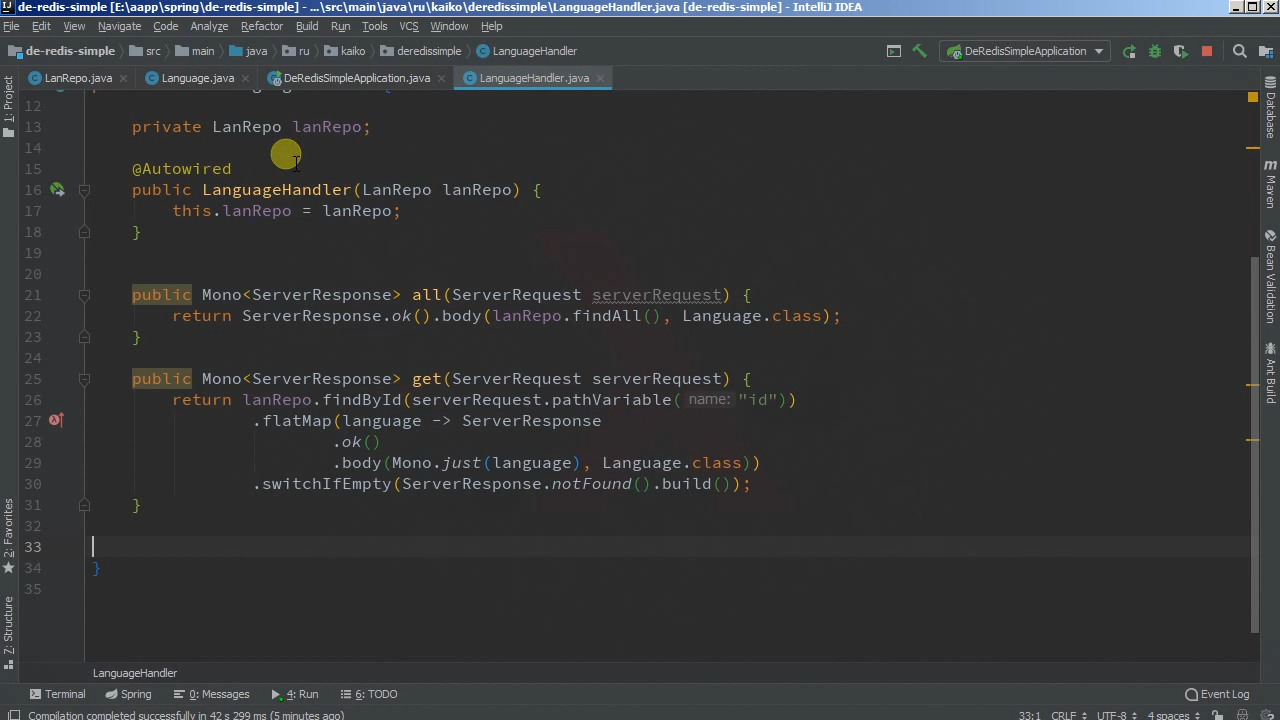 de-redis-simple [E:\aapp\spring\de-redis-simple] - ...\src\main\java\ru\kaiko\deredissimple\LanguageHandler.java [de-redis-simple] - IntelliJ IDEA
File Edit View Navigate Code Analyze Refactor Build Run Tools VCS Window Help
de-redis-simple src main java ru kaiko deredissimple LanguageHandler DeRedisSimpleApplication
LanRepo.java Language.java DeRedisSimpleApplication.java LanguageHandler.java
1: Project
2: Favorites
7: Structure
Database
Maven
Bean Validation
Ant Build
12
13 private LanRepo lanRepo;
14
15 @Autowired
16 public LanguageHandler(LanRepo lanRepo) {
17 this.lanRepo = lanRepo;
18 }
19
20
21 public Mono<ServerResponse> all(ServerRequest serverRequest) {
22 return ServerResponse.ok().body(lanRepo.findAll(), Language.class);
23 }
24
25 public Mono<ServerResponse> get(ServerRequest serverRequest) {
26 return lanRepo.findById(serverRequest.pathVariable( name: "id"))
27 .flatMap(language -> ServerResponse
28 .ok()
29 .body(Mono.just(language), Language.class))
30 .switchIfEmpty(ServerResponse.notFound().build());
31 }
32
33
34 }
35
LanguageHandler
Terminal Spring 0: Messages 4: Run 6: TODO Event Log
Compilation completed successfully in 42 s 299 ms (5 minutes ago) 33:1 CRLF UTF-8 4 spaces